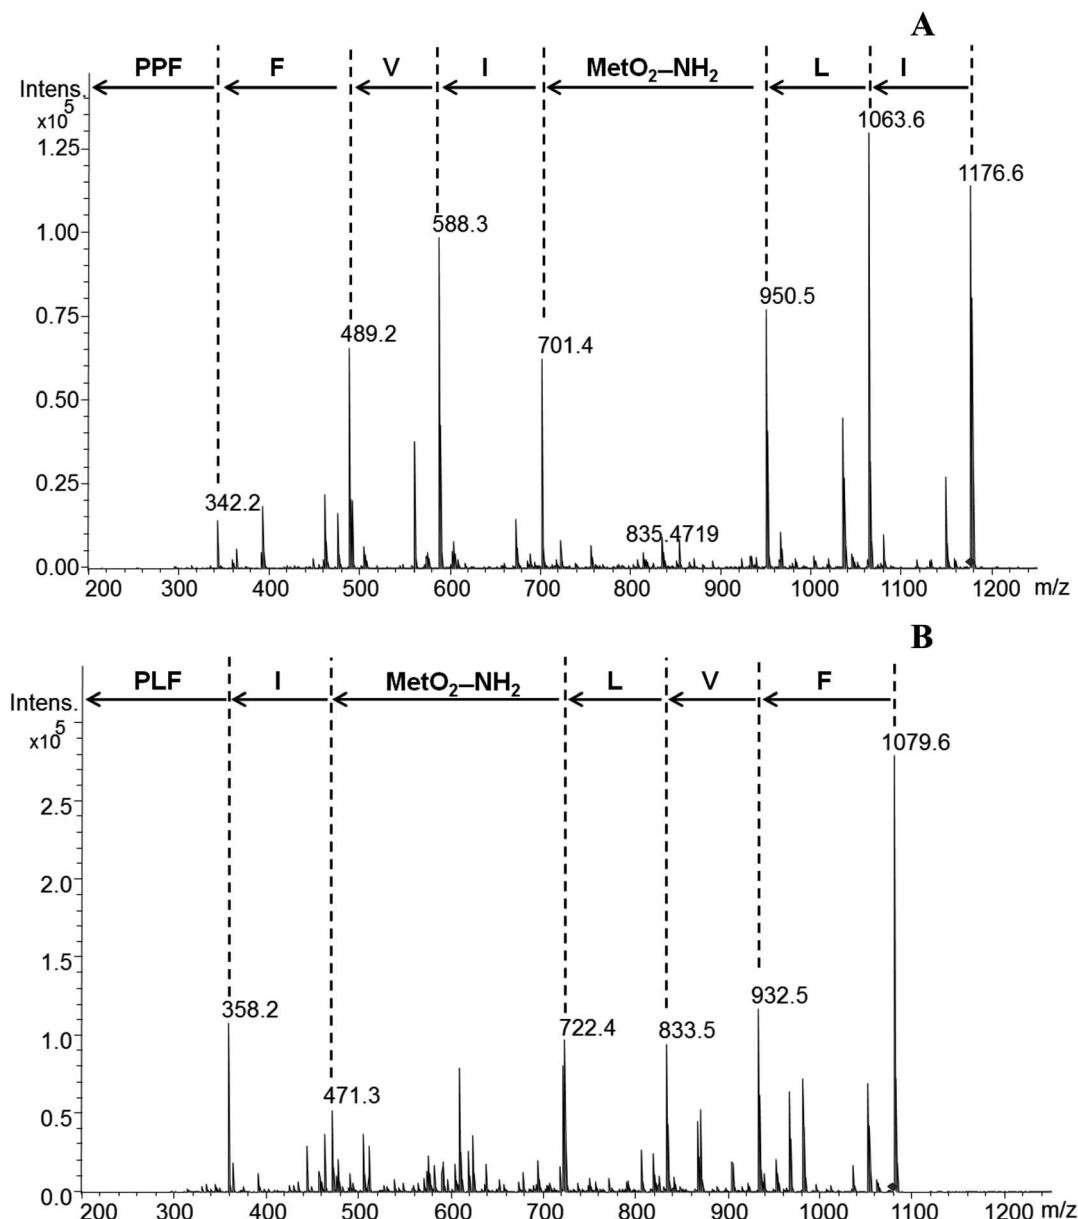 A
PPF F V I MetO₂–NH₂ L I
Intens.
x10⁵
1063.6
1.25
1176.6
588.3
1.00
950.5
0.75
489.2
701.4
0.50
0.25
342.2
835.4719
0.00
200 300 400 500 600 700 800 900 1000 1100 1200 m/z
B
PLF I MetO₂–NH₂ L V F
Intens.
x10⁵
1079.6
2.5
2.0
1.5
932.5
358.2
722.4 833.5
1.0
471.3
0.5
0.0
200 300 400 500 600 700 800 900 1000 1100 1200 m/z